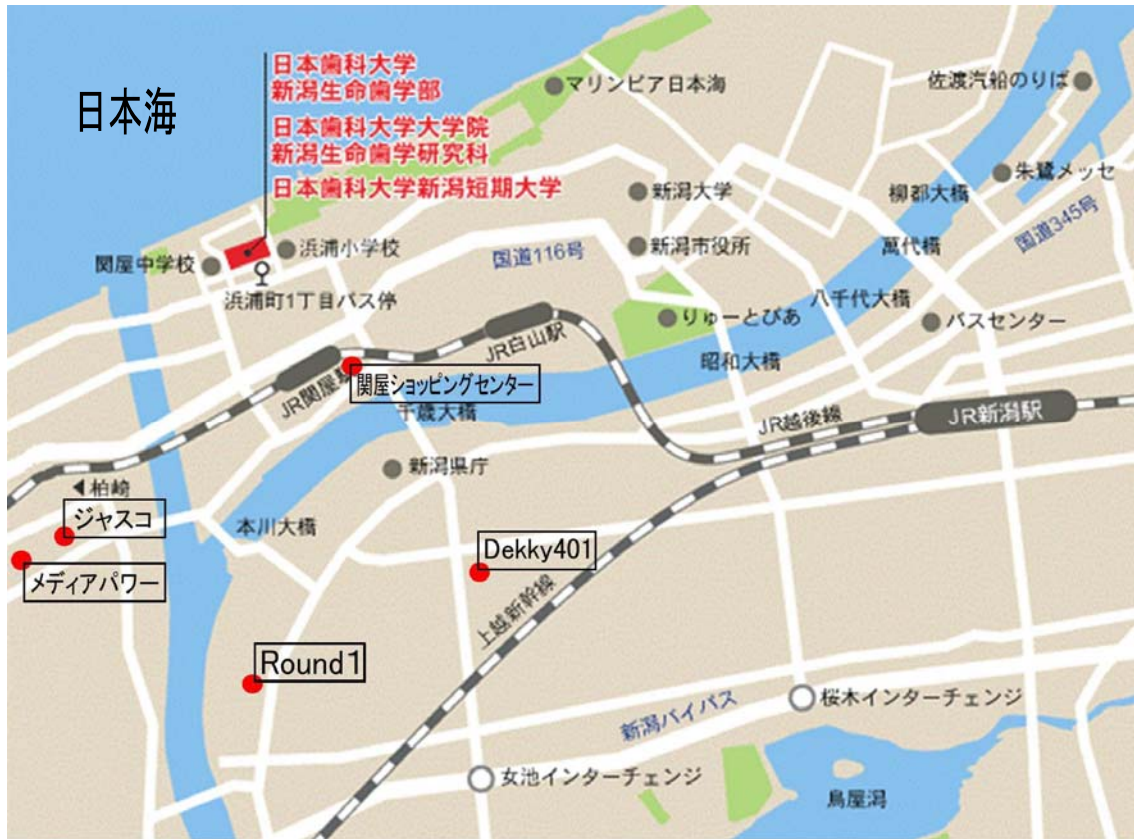 日本海
日本歯科大学
新潟生命歯学部
日本歯科大学大学院
新潟生命歯学研究科
日本歯科大学新潟短期大学
マリンピア日本海
佐渡汽船のりば
朱鷺メッセ
柳都大橋
国道345号
新潟大学
萬代橋
浜浦小学校
関屋中学校
国道116号
新潟市役所
浜浦町1丁目バス停
八千代大橋
りゅーとぴあ
バスセンター
JR白山駅
昭和大橋
JR関屋駅
関屋ショッピングセンター
千歳大橋
JR越後線
JR新潟駅
新潟県庁
◀柏崎
ジャスコ
本川大橋
Dekky401
メディアパワー
上越新幹線
Round1
桜木インターチェンジ
新潟バイパス
女池インターチェンジ
鳥屋潟